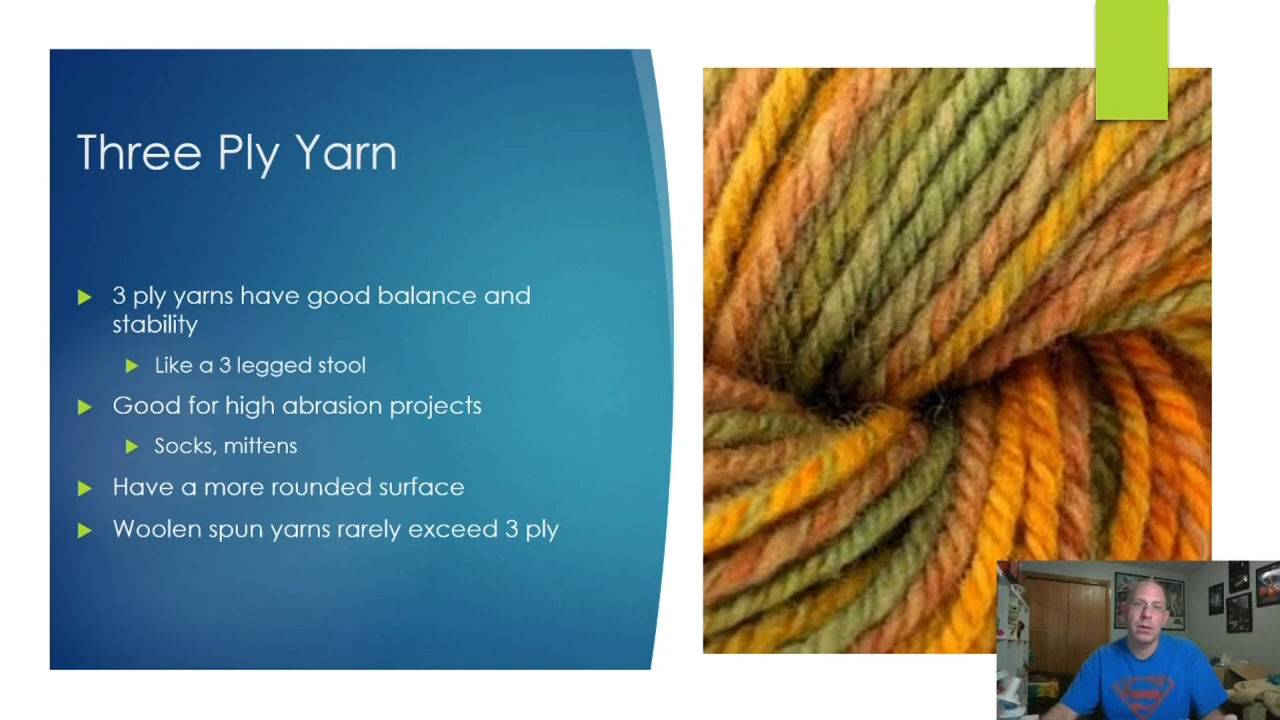 Three Ply Yarn
3 ply yarns have good balance and
stability
Like a 3 legged stool
Good for high abrasion projects
Socks, mittens
Have a more rounded surface
Woolen spun yarns rarely exceed 3 ply